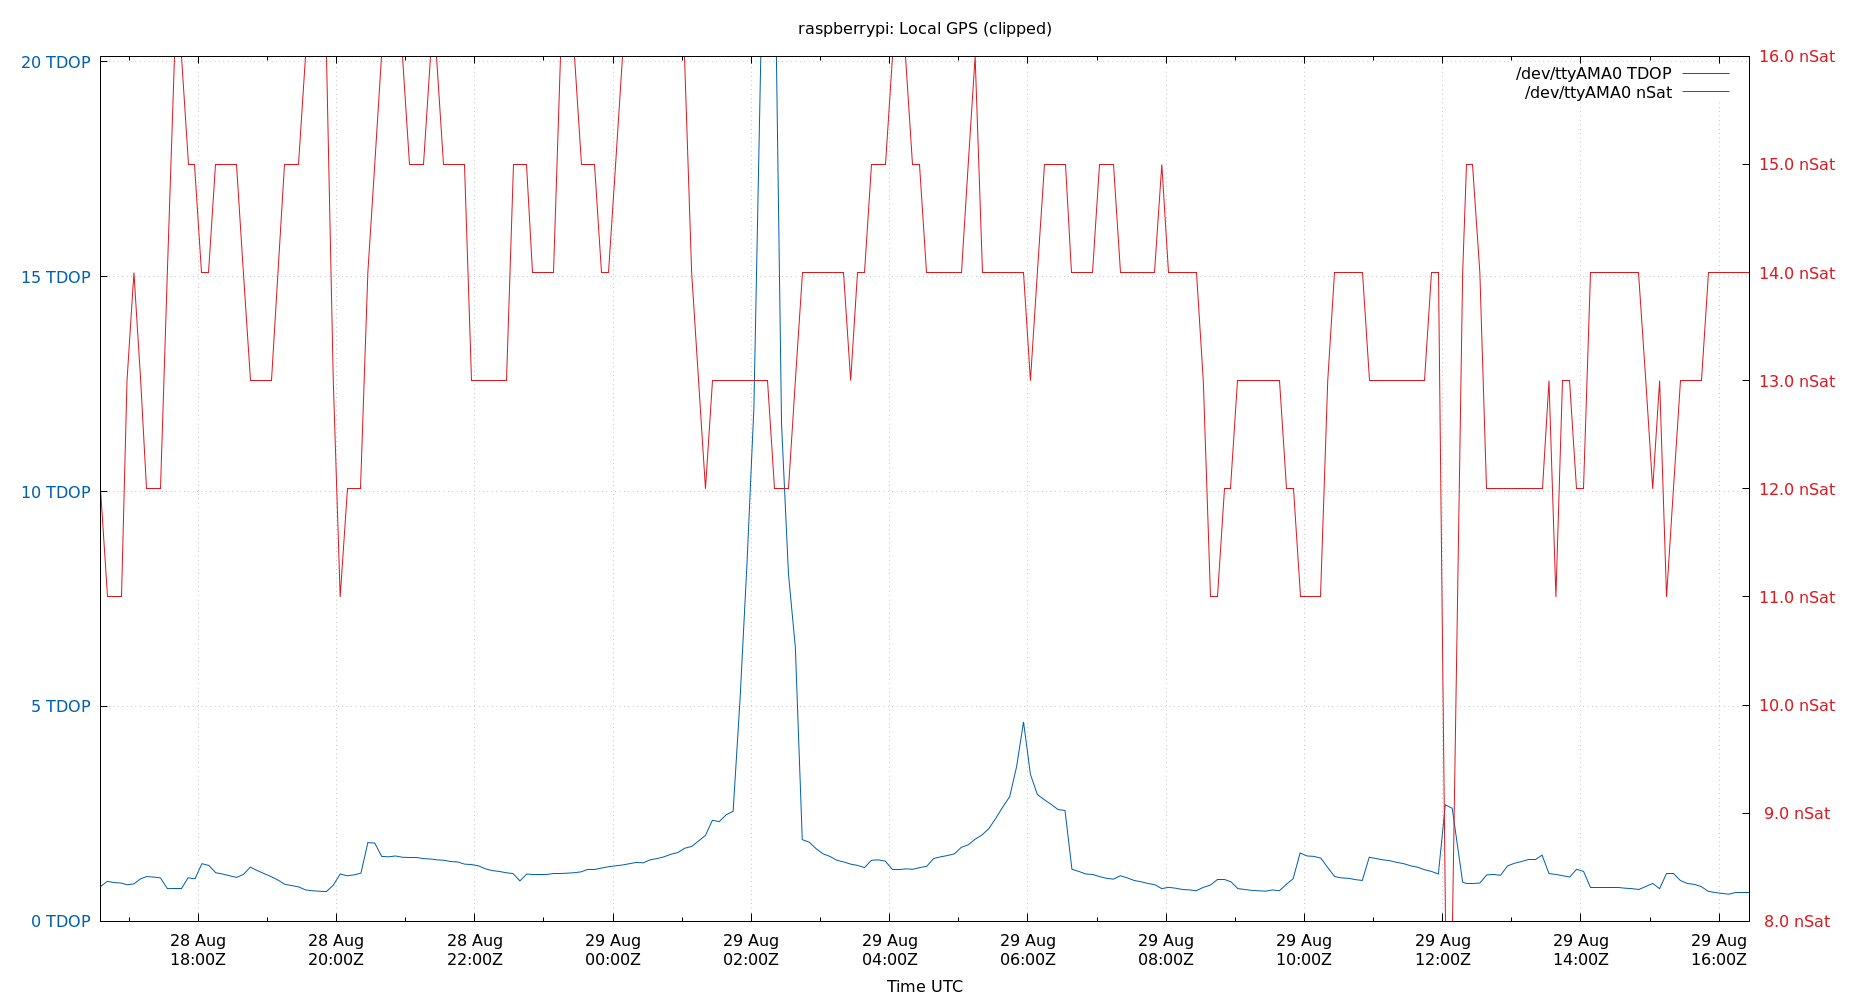 raspberrypi: Local GPS (clipped)
/dev/ttyAMA0 TDOP
/dev/ttyAMA0 nSat
20 TDOP
15 TDOP
10 TDOP
5 TDOP
0 TDOP
16.0 nSat
15.0 nSat
14.0 nSat
13.0 nSat
12.0 nSat
11.0 nSat
10.0 nSat
9.0 nSat
8.0 nSat
28 Aug
18:00Z
28 Aug
20:00Z
28 Aug
22:00Z
29 Aug
00:00Z
29 Aug
02:00Z
29 Aug
04:00Z
29 Aug
06:00Z
29 Aug
08:00Z
29 Aug
10:00Z
29 Aug
12:00Z
29 Aug
14:00Z
29 Aug
16:00Z
Time UTC